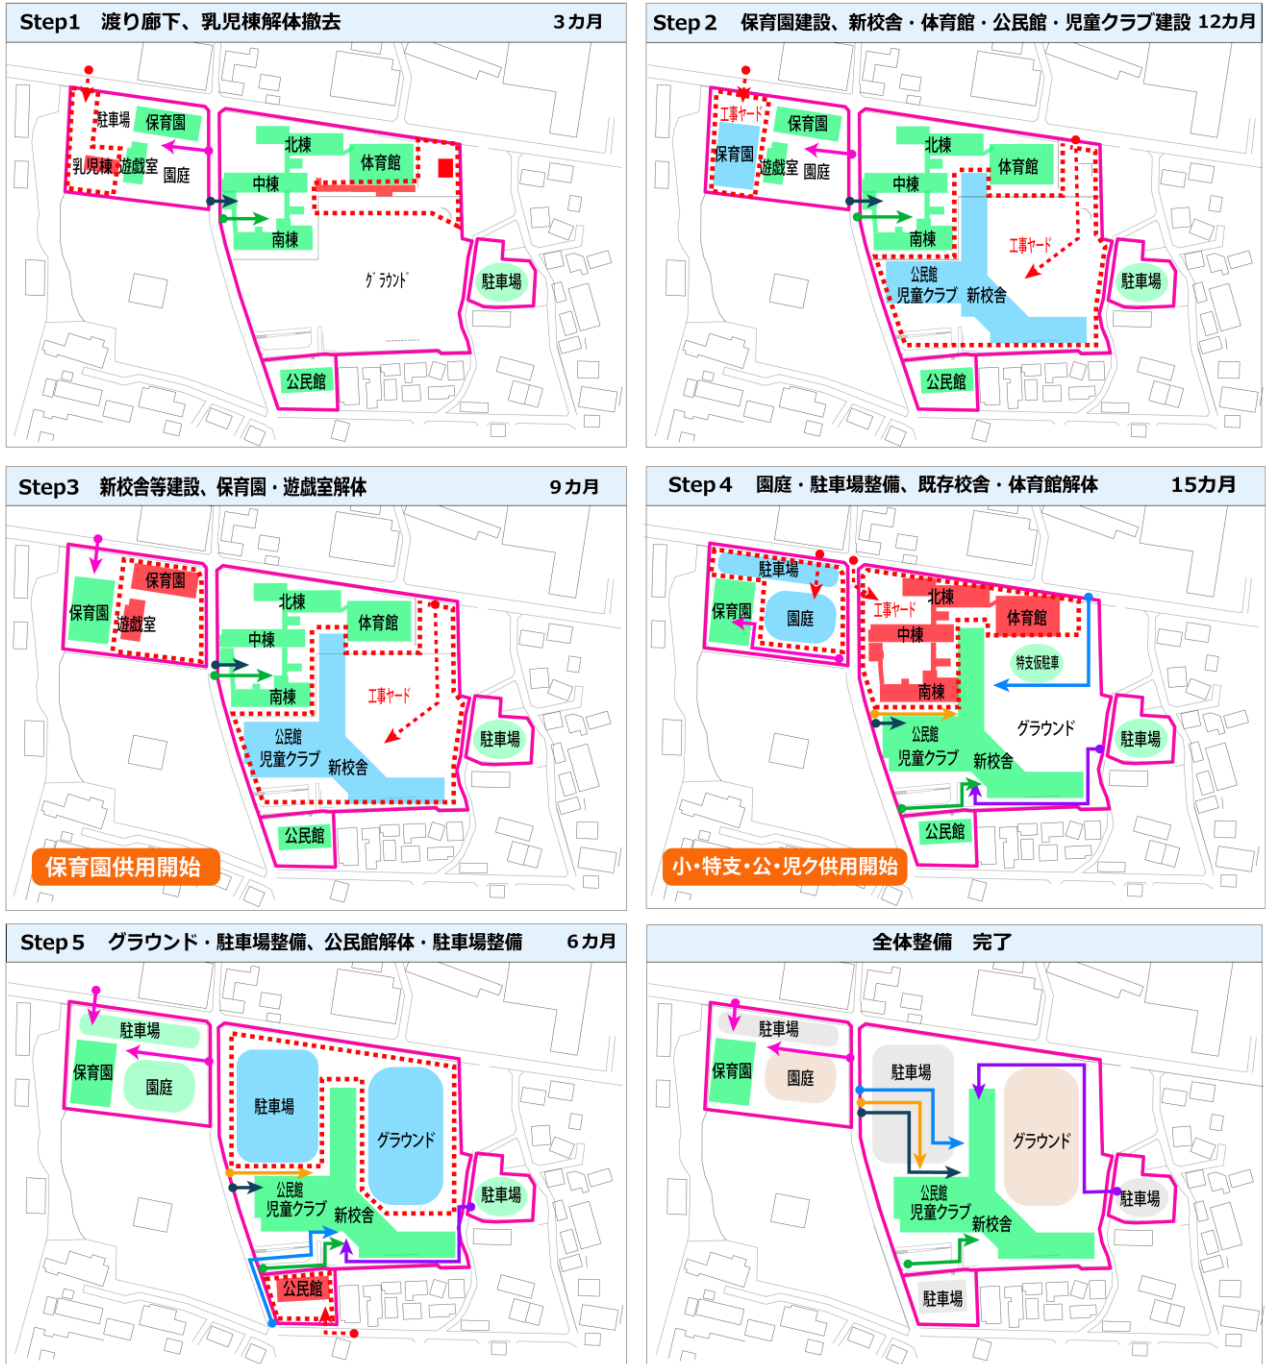 Step1 渡り廊下、乳児棟解体撤去 3カ月
駐車場
保育園
乳児棟
遊戯室
園庭
北棟
体育館
中棟
南棟
グラウンド
駐車場
公民館
Step2 保育園建設、新校舎・体育館・公民館・児童クラブ建設 12カ月
工事ヤード
保育園
保育園
遊戯室
園庭
北棟
体育館
中棟
南棟
工事ヤード
公民館
児童クラブ
新校舎
駐車場
公民館
Step3 新校舎等建設、保育園・遊戯室解体 9カ月
保育園
保育園
遊戯室
北棟
体育館
中棟
南棟
工事ヤード
公民館
児童クラブ
新校舎
駐車場
公民館
保育園供用開始
Step4 園庭・駐車場整備、既存校舎・体育館解体 15カ月
駐車場
保育園
園庭
工事ヤード
北棟
体育館
中棟
南棟
特支仮駐車
グラウンド
公民館
児童クラブ
新校舎
駐車場
公民館
小・特支・公・児ク供用開始
Step5 グラウンド・駐車場整備、公民館解体・駐車場整備 6カ月
駐車場
保育園
園庭
駐車場
グラウンド
公民館
児童クラブ
新校舎
駐車場
公民館
全体整備 完了
駐車場
保育園
園庭
駐車場
グラウンド
公民館
児童クラブ
新校舎
駐車場
駐車場